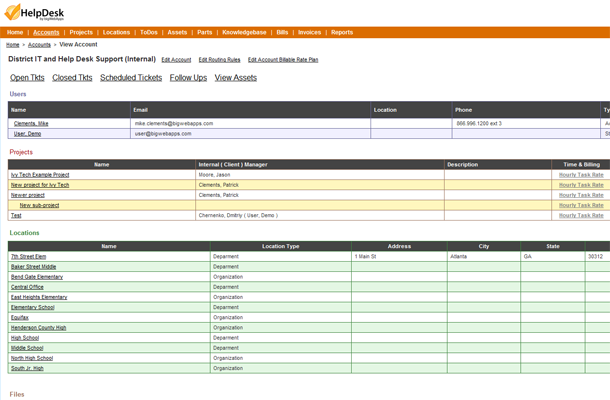 HelpDesk
by bigWebApps
Home | Accounts | Projects | Locations | ToDos | Assets | Parts | Knowledgebase | Bills | Invoices | Reports
Home > Accounts > View Account
District IT and Help Desk Support (Internal) Edit Account Edit Routing Rules Edit Account Billable Rate Plan
Open Tkts Closed Tkts Scheduled Tickets Follow Ups View Assets
Users
Name Email Location Phone Ty
Clements, Mike mike.clements@bigwebapps.com 866.996.1200 ext 3
User, Demo user@bigwebapps.com
Projects
Name Internal ( Client ) Manager Description Time & Billing
Ivy Tech Example Project Moore, Jason Hourly Task Rate
New project for Ivy Tech Clements, Patrick Hourly Task Rate
Newer project Clements, Patrick Hourly Task Rate
New sub-project Hourly Task Rate
Test Chernenko, Dmitriy ( User, Demo ) Hourly Task Rate
Locations
Name Location Type Address City State
7th Street Elem Deparment 1 Main St Atlanta GA 30312
Baker Street Middle Deparment
Bend Gate Elementary Organization
Central Office Deparment
East Heights Elementary Organization
Elementary School Deparment
Equifax Organization
Henderson County High Organization
High School Deparment
Middle School Deparment
North High School Organization
South Jr. High Organization
Files